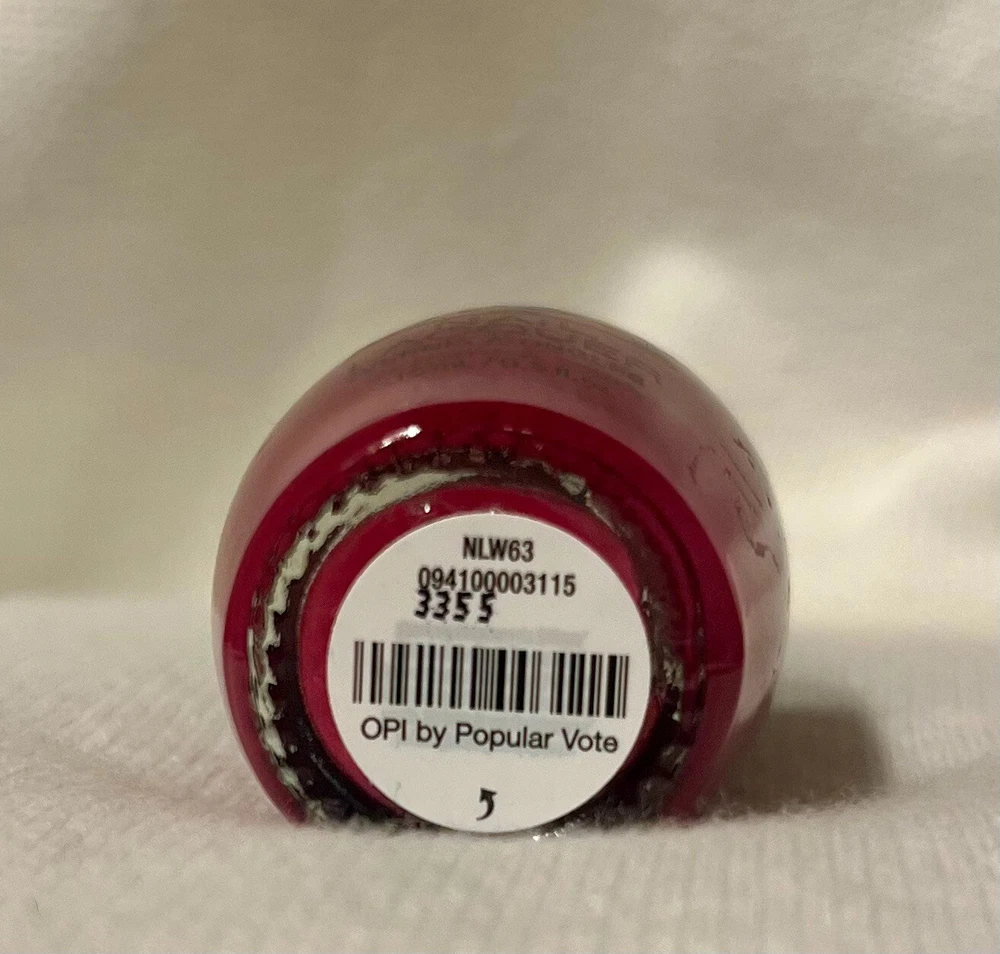 NLW63
094100003115
3355
OPI by Popular Vote